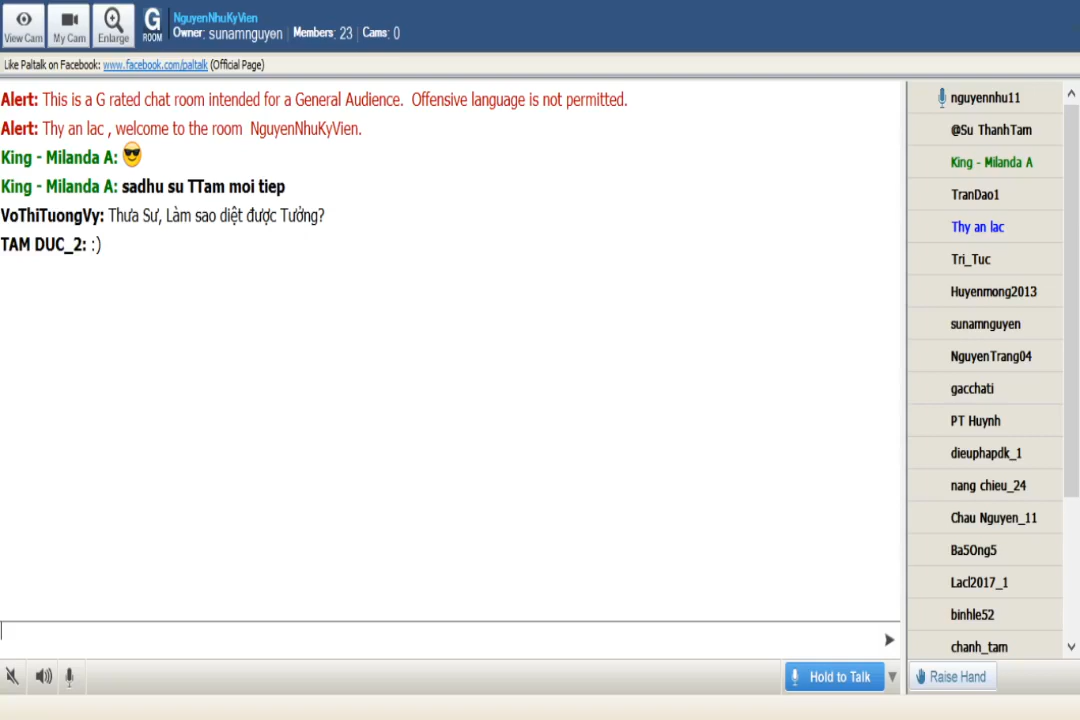 View Cam
My Cam
Enlarge
G
ROOM
NguyenNhuKyVien
Owner: sunamnguyen | Members: 23 | Cams: 0
Like Paltalk on Facebook: www.facebook.com/paltalk (Official Page)
Alert: This is a G rated chat room intended for a General Audience. Offensive language is not permitted.
Alert: Thy an lac , welcome to the room NguyenNhuKyVien.
King - Milanda A: 😎
King - Milanda A: sadhu su TTam moi tiep
VoThiTuongVy: Thưa Sư, Làm sao diệt được Tưởng?
TAM DUC_2: :)
nguyennhu11
@Su ThanhTam
King - Milanda A
TranDao1
Thy an lac
Tri_Tuc
Huyenmong2013
sunamnguyen
NguyenTrang04
gacchati
PT Huynh
dieuphapdk_1
nang chieu_24
Chau Nguyen_11
Ba5Ong5
Lacl2017_1
binhle52
chanh_tam
Hold to Talk
Raise Hand